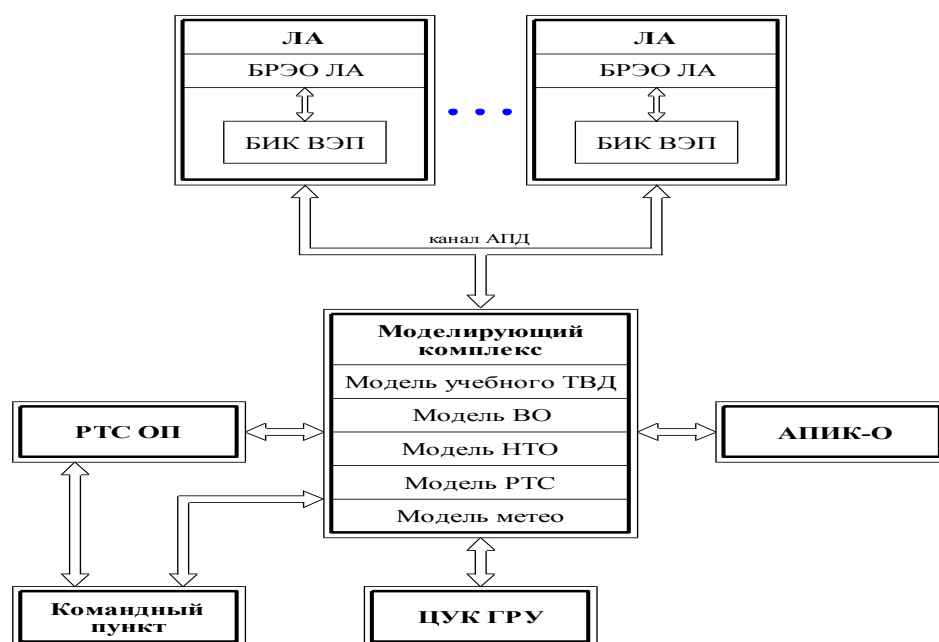 ЛА
БРЭО ЛА
БИК ВЭП
ЛА
БРЭО ЛА
БИК ВЭП
канал АПД
Моделирующий
комплекс
Модель учебного ТВД
Модель ВО
Модель НТО
Модель РТС
Модель метео
РТС ОП
АПИК-О
Командный
пункт
ЦУК ГРУ